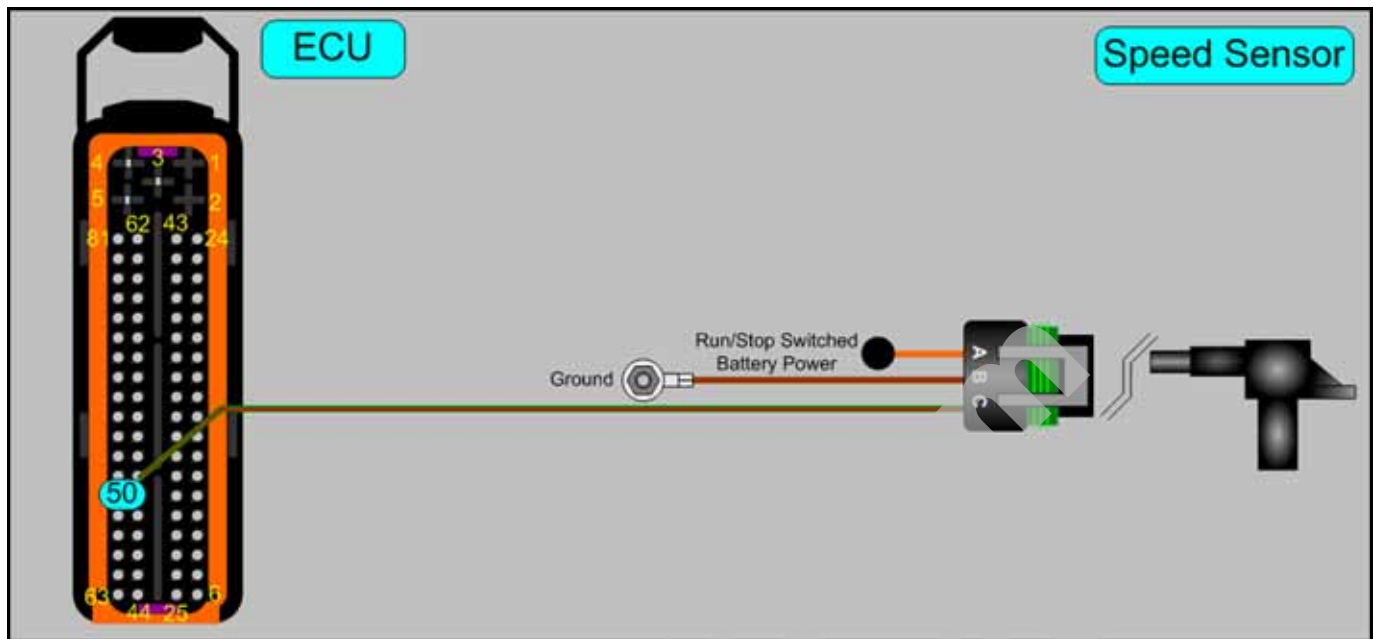 ECU
Speed Sensor
4 3 1
5 2
62 43
81 24
Run/Stop Switched
Battery Power
A
Ground
B
C
50
63 6
44 25